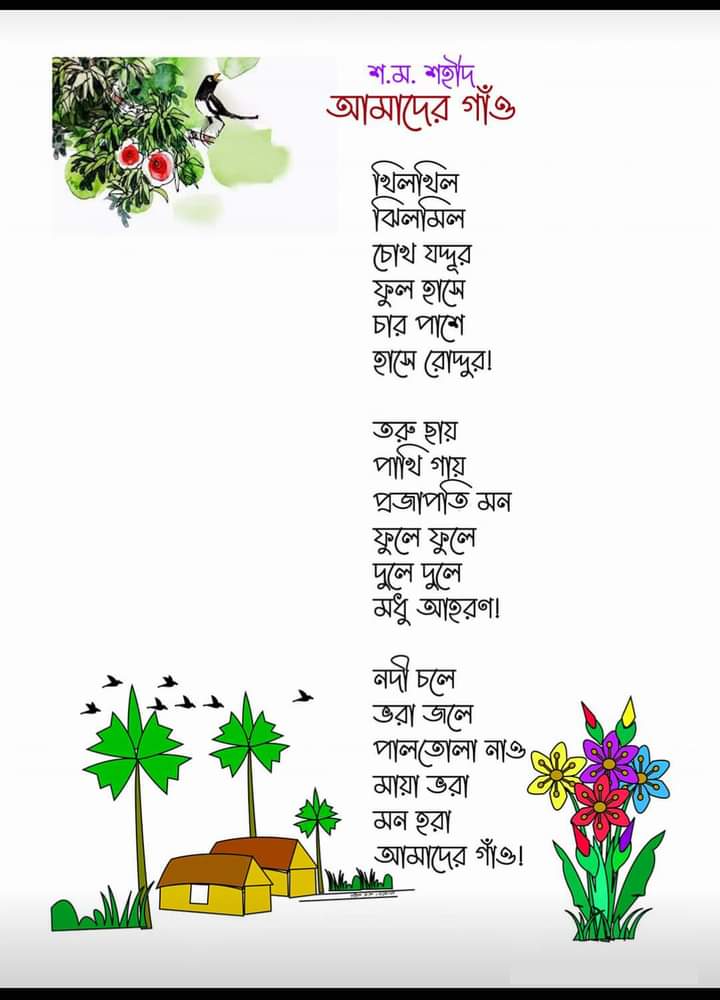 শ.ম. শহীদ
আমাদের গাঁও
খিলখিল
ঝিলমিল
চোখ যদ্দূর
ফুল হাসে
চার পাশে
হাসে রোদ্দুর!
তরু ছায়
পাখি গায়
প্রজাপতি মন
ফুলে ফুলে
দুলে দুলে
মধু আহরণ!
নদী চলে
ভরা জলে
পালতোলা নাও
মায়া ভরা
মন হরা
আমাদের গাঁও!